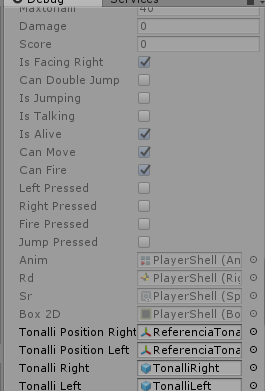 Debug Services
Maxtonalli 40
Damage 0
Score 0
Is Facing Right
Can Double Jump
Is Jumping
Is Talking
Is Alive
Can Move
Can Fire
Left Pressed
Right Pressed
Fire Pressed
Jump Pressed
Anim PlayerShell (An
Rd PlayerShell (Rig
Sr PlayerShell (Sp
Box 2D PlayerShell (Bo
Tonalli Position Right ReferenciaTona
Tonalli Position Left ReferenciaTona
Tonalli Right TonalliRight
Tonalli Left TonalliLeft